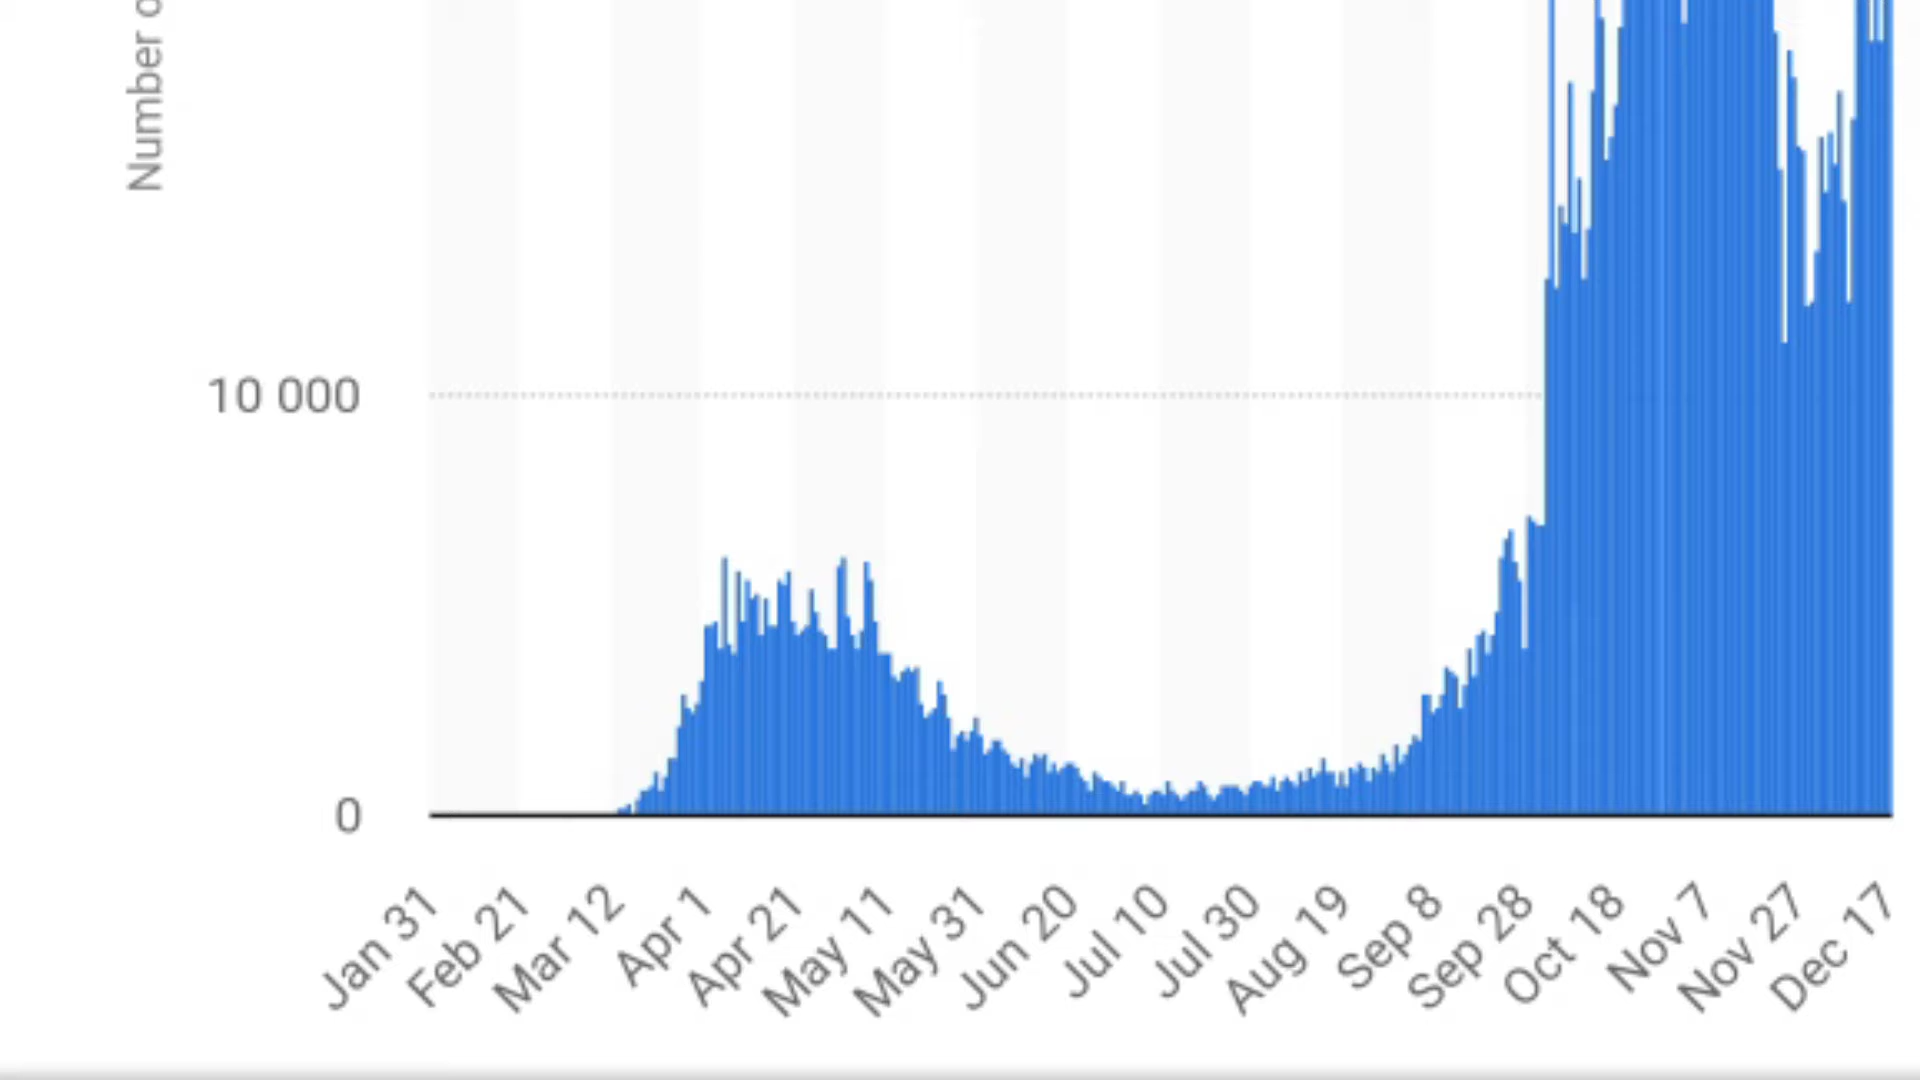 Number
10 000
0
Jan 31
Feb 21
Mar 12
Apr 1
Apr 21
May 11
May 31
Jun 20
Jul 10
Jul 30
Aug 19
Sep 8
Sep 28
Oct 18
Nov 7
Nov 27
Dec 17